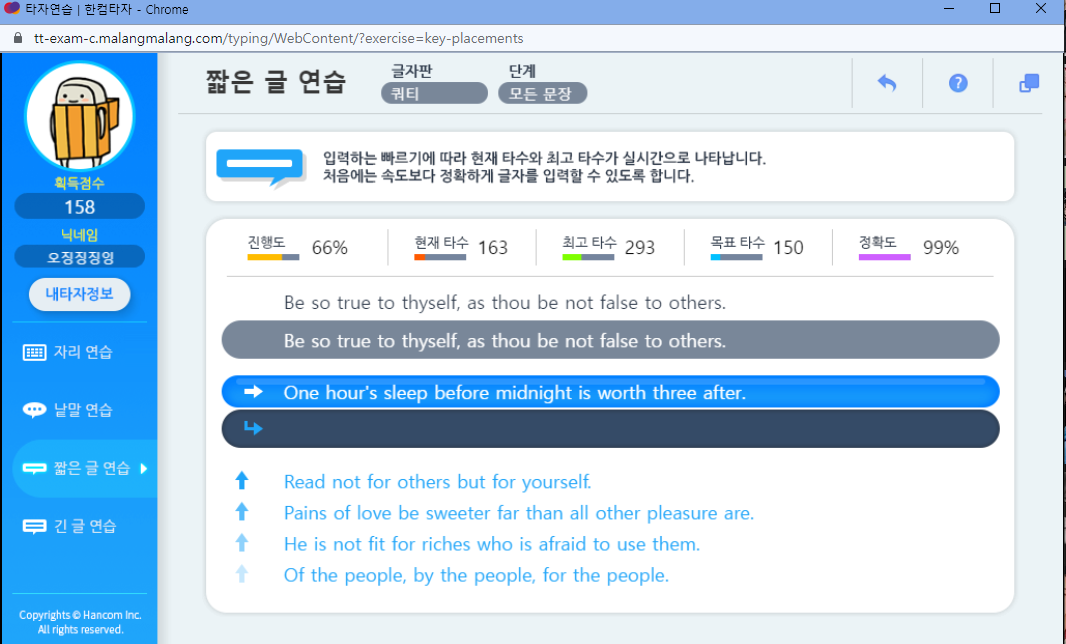 타자연습 | 한컴타자 - Chrome
tt-exam-c.malangmalang.com/typing/WebContent/?exercise=key-placements
획득점수
158
닉네임
오징징징잉
내타자정보
자리 연습
낱말 연습
짧은 글 연습
긴 글 연습
Copyrights © Hancom Inc.
All rights reserved.
짧은 글 연습
글자판
쿼티
단계
모든 문장
?
입력하는 빠르기에 따라 현재 타수와 최고 타수가 실시간으로 나타납니다.
처음에는 속도보다 정확하게 글자를 입력할 수 있도록 합니다.
진행도 66%
현재 타수 163
최고 타수 293
목표 타수 150
정확도 99%
Be so true to thyself, as thou be not false to others.
Be so true to thyself, as thou be not false to others.
One hour's sleep before midnight is worth three after.
Read not for others but for yourself.
Pains of love be sweeter far than all other pleasure are.
He is not fit for riches who is afraid to use them.
Of the people, by the people, for the people.